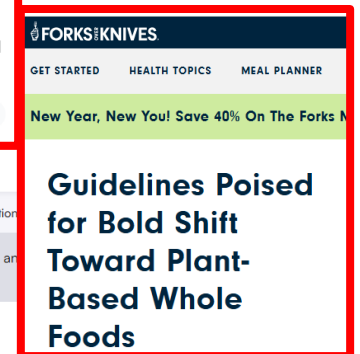 FORKS OVER KNIVES.
GET STARTED HEALTH TOPICS MEAL PLANNER
New Year, New You! Save 40% On The Forks
Guidelines Poised
for Bold Shift
Toward Plant-
Based Whole
Foods